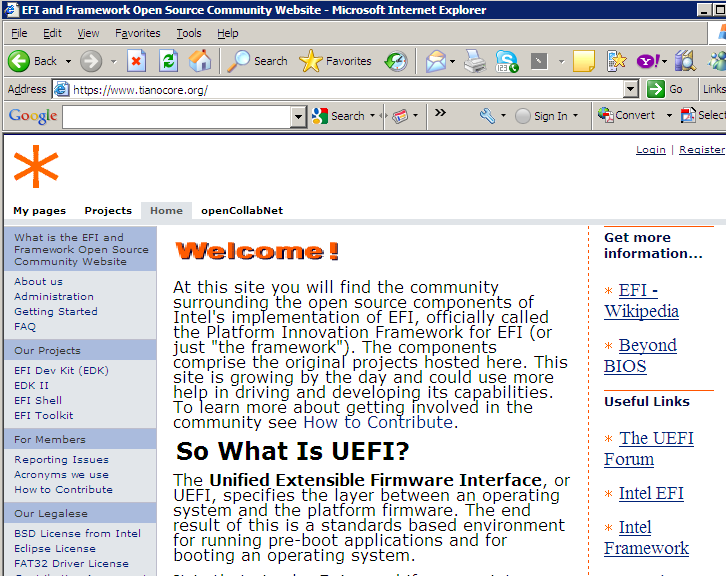 EFI and Framework Open Source Community Website - Microsoft Internet Explorer
File Edit View Favorites Tools Help
Back Search Favorites
Address https://www.tianocore.org/ Go Links
Google Search Sign In Convert Select
Login | Register
My pages Projects Home openCollabNet
What is the EFI and
Framework Open Source
Community Website
About us
Administration
Getting Started
FAQ
Our Projects
EFI Dev Kit (EDK)
EDK II
EFI Shell
EFI Toolkit
For Members
Reporting Issues
Acronyms we use
How to Contribute
Our Legalese
BSD License from Intel
Eclipse License
FAT32 Driver License
Welcome!
At this site you will find the community
surrounding the open source components of
Intel's implementation of EFI, officially called
the Platform Innovation Framework for EFI (or
just "the framework"). The components
comprise the original projects hosted here. This
site is growing by the day and could use more
help in driving and developing its capabilities.
To learn more about getting involved in the
community see How to Contribute.
So What Is UEFI?
The Unified Extensible Firmware Interface, or
UEFI, specifies the layer between an operating
system and the platform firmware. The end
result of this is a standards based environment
for running pre-boot applications and for
booting an operating system.
Get more
information...
EFI -
Wikipedia
Beyond
BIOS
Useful Links
The UEFI
Forum
Intel EFI
Intel
Framework